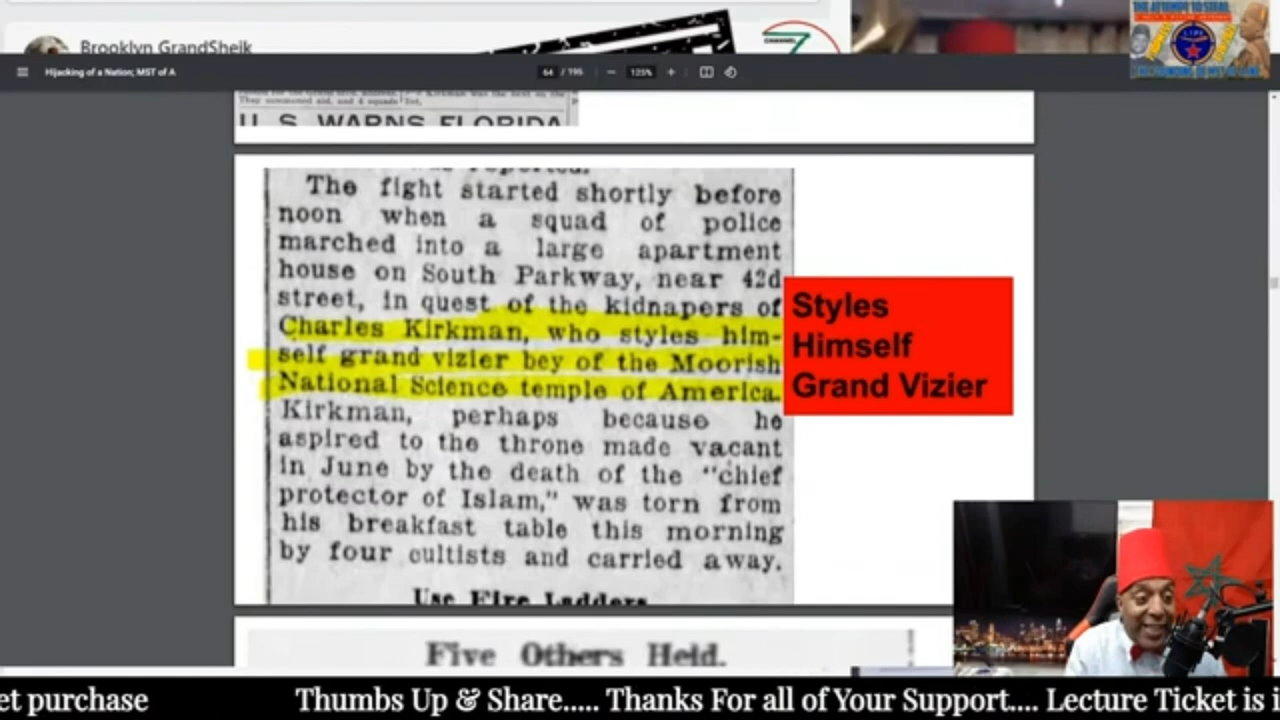 Brooklyn GrandSheik
CHANNEL
7
THE ATTEMPT TO STEAL
Hijacking of a Nation; MST of A
64 / 195
125%
U. S. WARNS FLORIDA
The fight started shortly before
noon when a squad of police
marched into a large apartment
house on South Parkway, near 42d
street, in quest of the kidnapers of
Charles Kirkman, who styles him-
self grand vizier bey of the Moorish
National Science temple of America.
Kirkman, perhaps because he
aspired to the throne made vacant
in June by the death of the "chief
protector of Islam," was torn from
his breakfast table this morning
by four cultists and carried away.
Use Fire Ladders
Styles
Himself
Grand Vizier
Five Others Held.
et purchase Thumbs Up & Share..... Thanks For all of Your Support.... Lecture Ticket is i